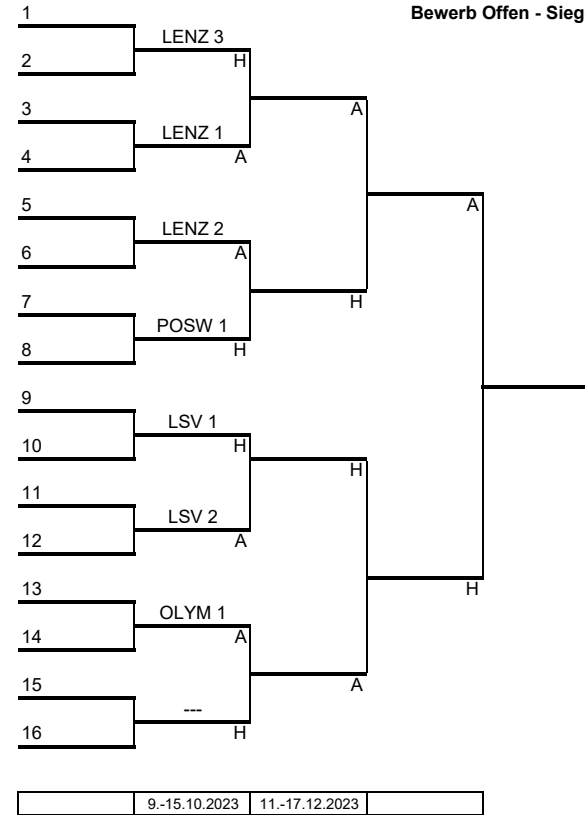 Bewerb Offen - Sieg
1
LENZ 3
2
H
3
A
LENZ 1
4
A
5
A
LENZ 2
6
A
7
H
POSW 1
8
H
9
LSV 1
10
H
H
11
LSV 2
12
A
13
H
OLYM 1
14
A
15
A
---
16
H
9.-15.10.2023 11.-17.12.2023